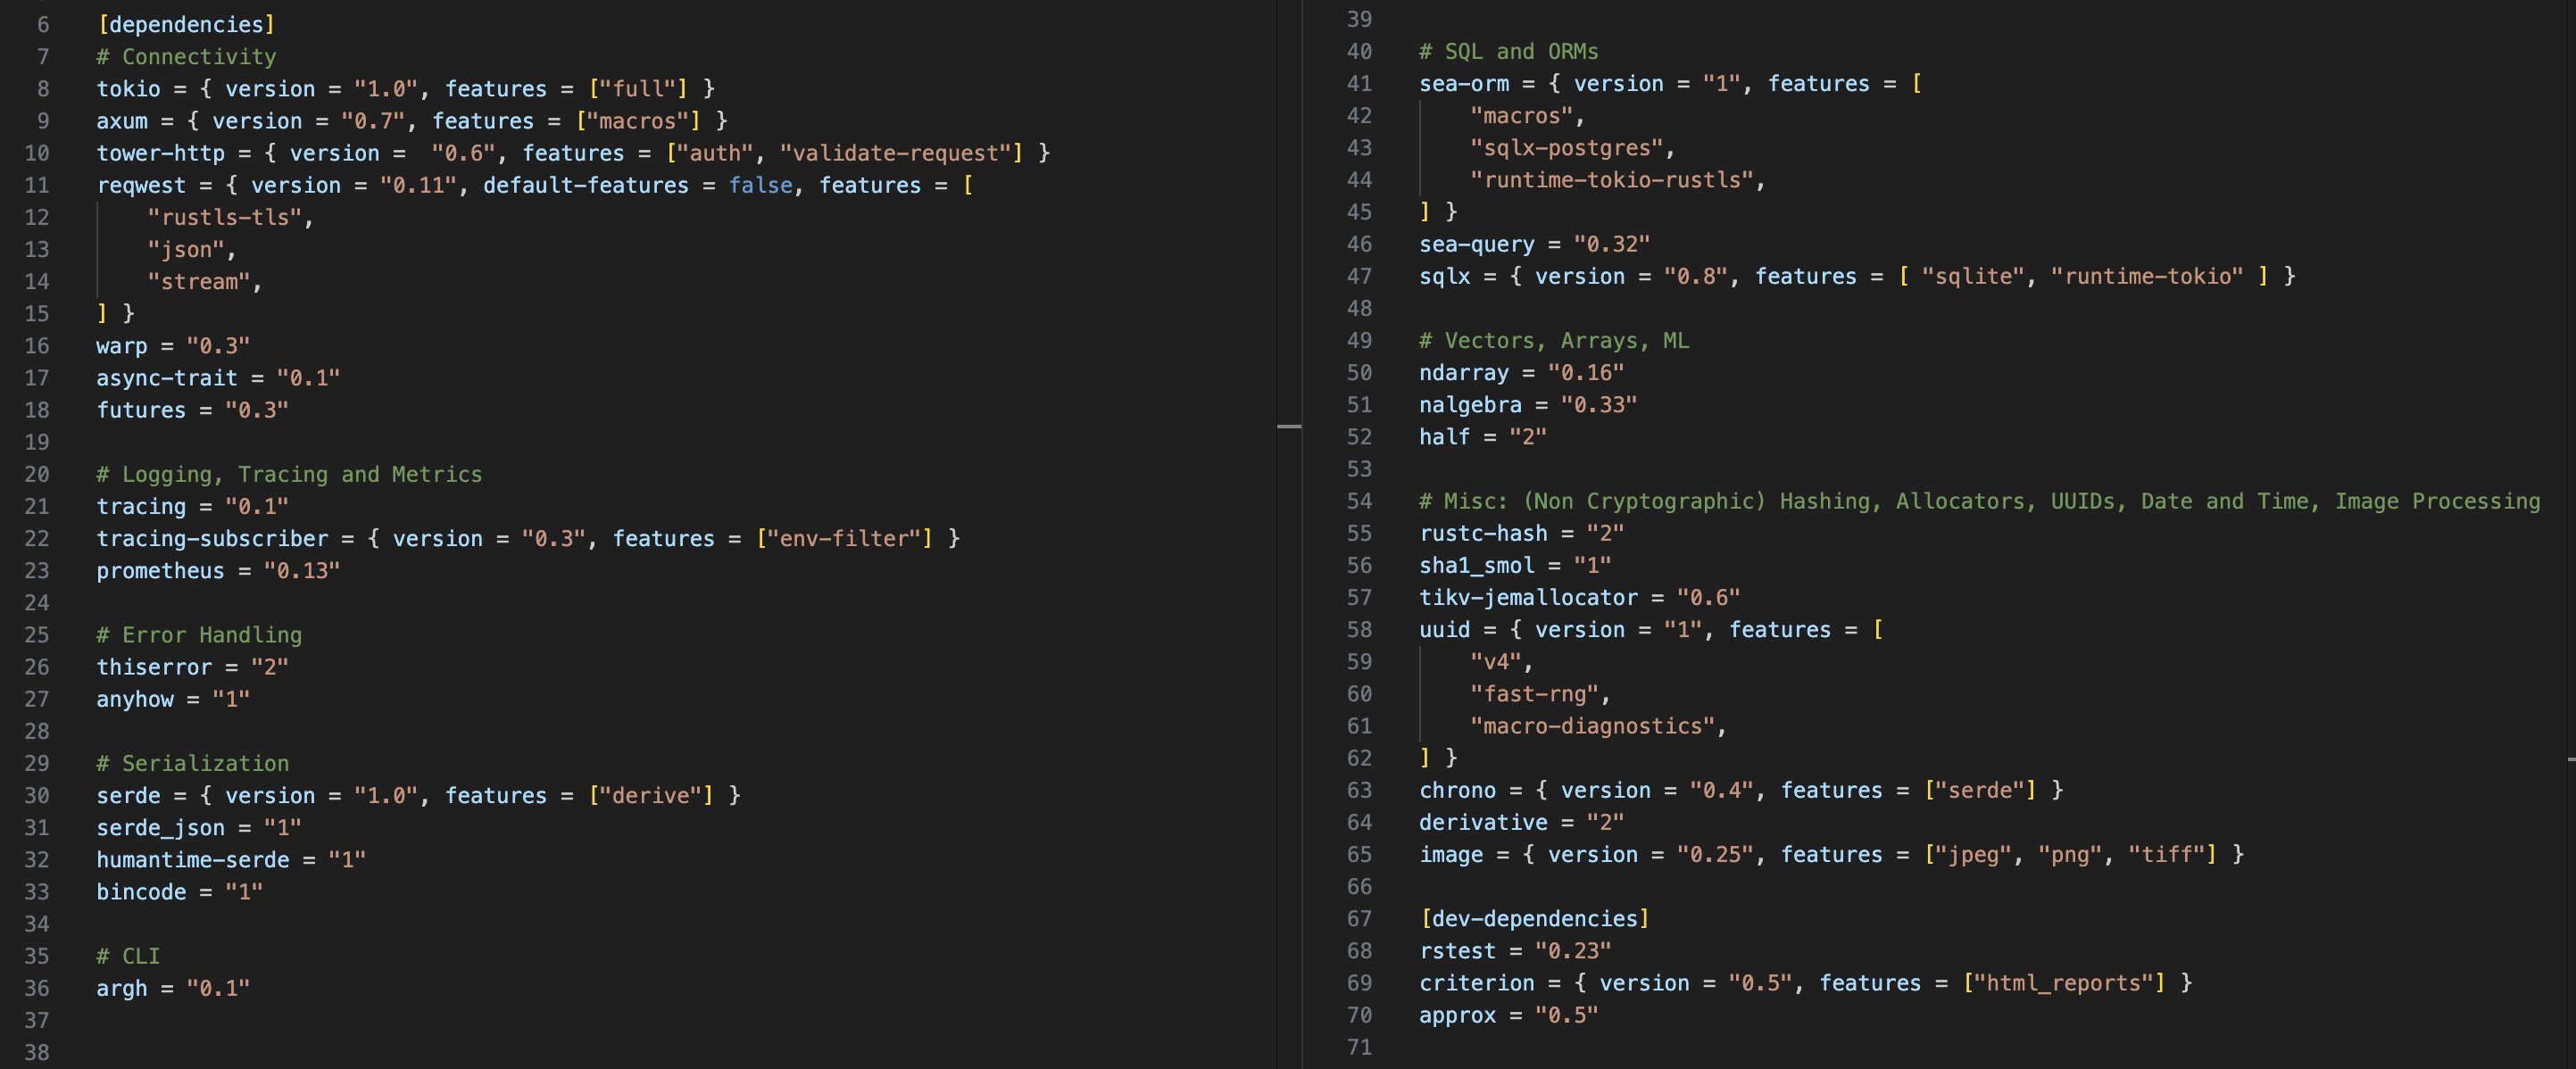 6 [dependencies]
7 # Connectivity
8 tokio = { version = "1.0", features = ["full"] }
9 axum = { version = "0.7", features = ["macros"] }
10 tower-http = { version =  "0.6", features = ["auth", "validate-request"] }
11 reqwest = { version = "0.11", default-features = false, features = [
12     "rustls-tls",
13     "json",
14     "stream",
15 ] }
16 warp = "0.3"
17 async-trait = "0.1"
18 futures = "0.3"
19
20 # Logging, Tracing and Metrics
21 tracing = "0.1"
22 tracing-subscriber = { version = "0.3", features = ["env-filter"] }
23 prometheus = "0.13"
24
25 # Error Handling
26 thiserror = "2"
27 anyhow = "1"
28
29 # Serialization
30 serde = { version = "1.0", features = ["derive"] }
31 serde_json = "1"
32 humantime-serde = "1"
33 bincode = "1"
34
35 # CLI
36 argh = "0.1"
37
38
39
40 # SQL and ORMs
41 sea-orm = { version = "1", features = [
42     "macros",
43     "sqlx-postgres",
44     "runtime-tokio-rustls",
45 ] }
46 sea-query = "0.32"
47 sqlx = { version = "0.8", features = [ "sqlite", "runtime-tokio" ] }
48
49 # Vectors, Arrays, ML
50 ndarray = "0.16"
51 nalgebra = "0.33"
52 half = "2"
53
54 # Misc: (Non Cryptographic) Hashing, Allocators, UUIDs, Date and Time, Image Processing
55 rustc-hash = "2"
56 sha1_smol = "1"
57 tikv-jemallocator = "0.6"
58 uuid = { version = "1", features = [
59     "v4",
60     "fast-rng",
61     "macro-diagnostics",
62 ] }
63 chrono = { version = "0.4", features = ["serde"] }
64 derivative = "2"
65 image = { version = "0.25", features = ["jpeg", "png", "tiff"] }
66
67 [dev-dependencies]
68 rstest = "0.23"
69 criterion = { version = "0.5", features = ["html_reports"] }
70 approx = "0.5"
71